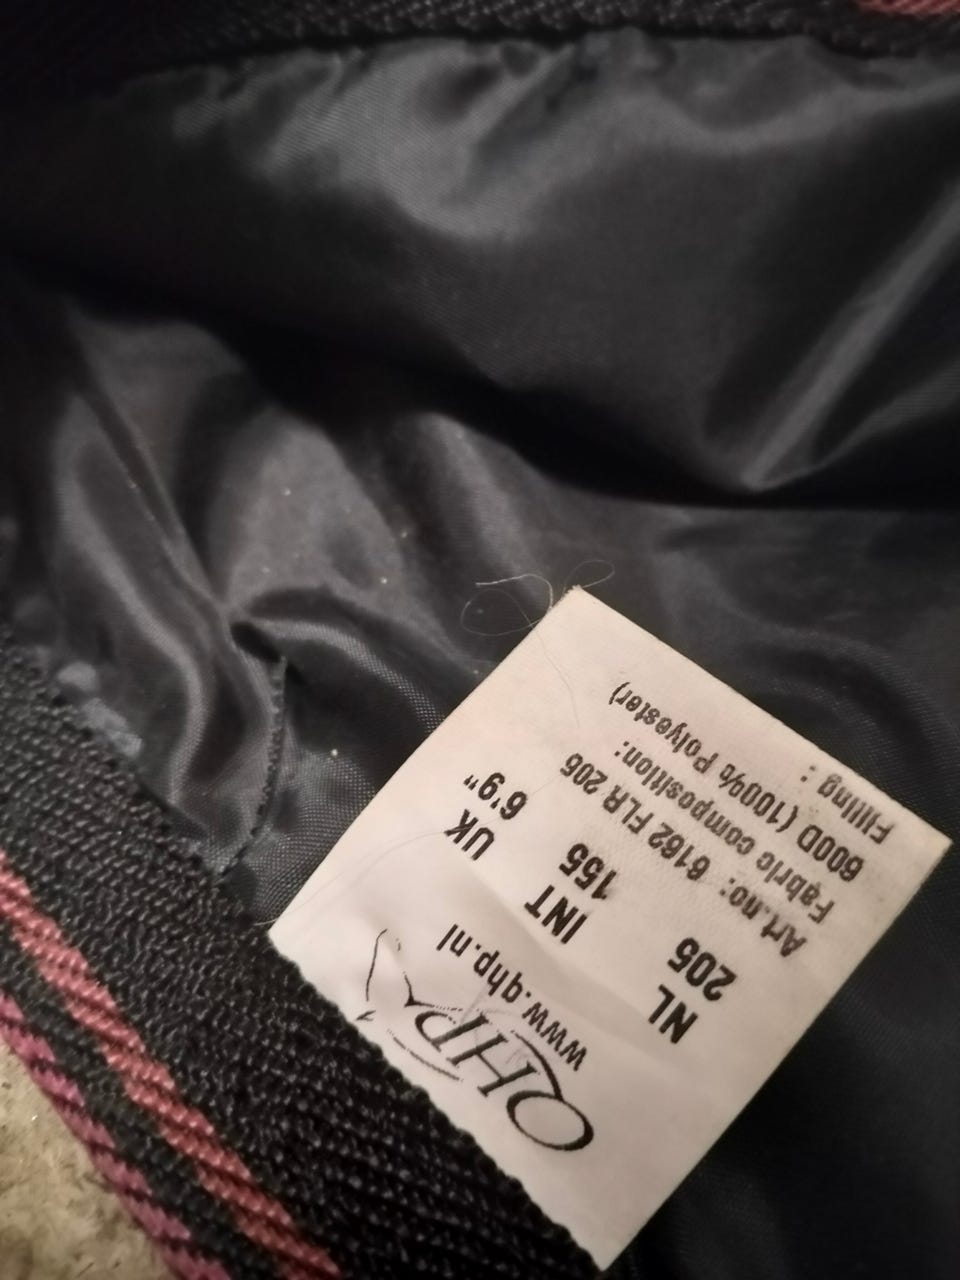 QHP
www.qhp.nl
NL INT UK
205 155 6'9"
Art.no: 6162 FLR 205
Fabric composition:
600D (100% Polyester)
Filling :